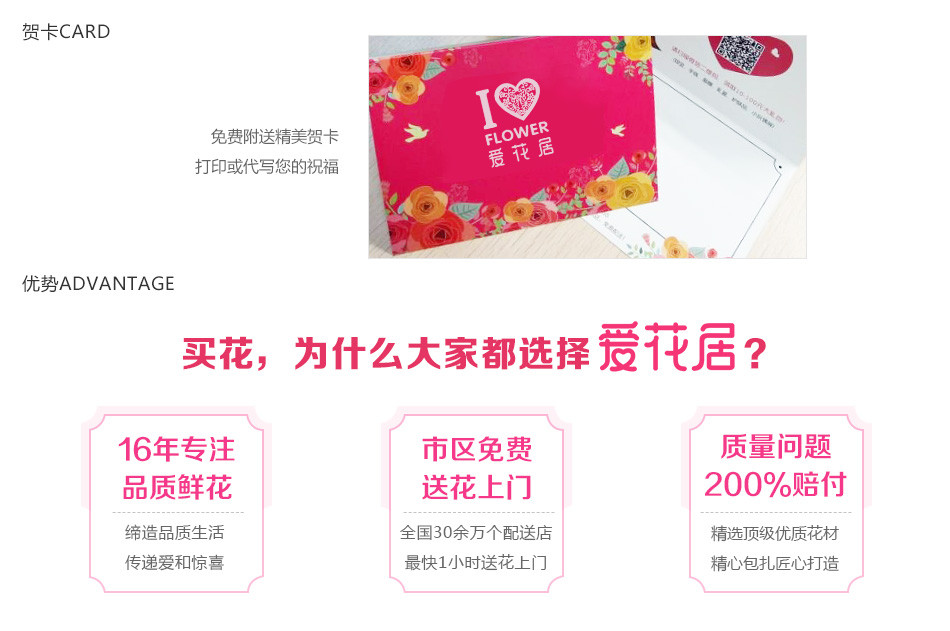 贺卡CARD
免费附送精美贺卡
打印或代写您的祝福
I
FLOWER
爱花居
优势ADVANTAGE
买花，为什么大家都选择爱花居？
16年专注
品质鲜花
缔造品质生活
传递爱和惊喜
市区免费
送花上门
全国30余万个配送店
最快1小时送花上门
质量问题
200%赔付
精选顶级优质花材
精心包扎匠心打造